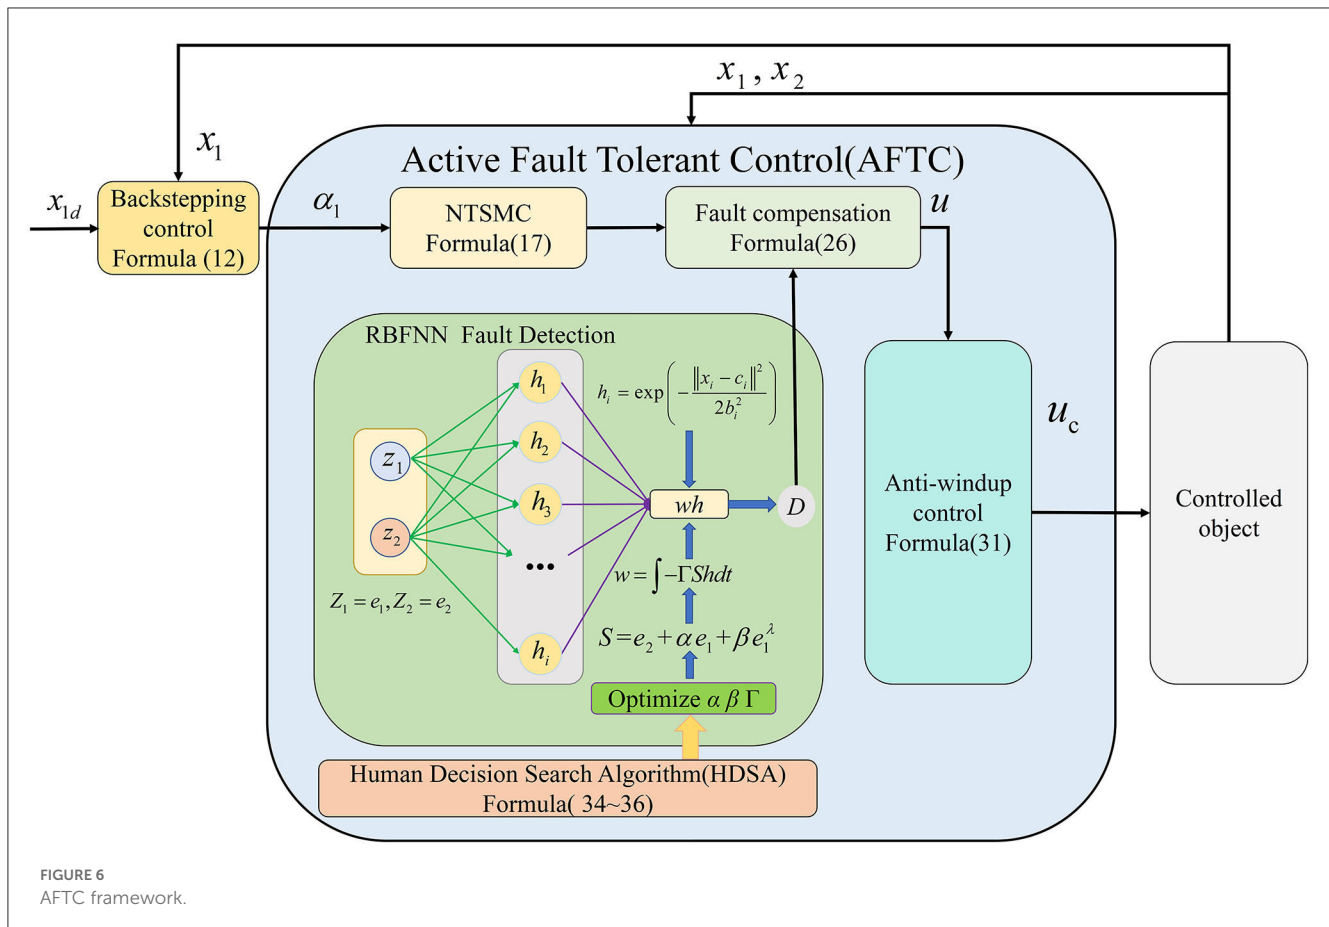 x₁ , x₂
x₁
Active Fault Tolerant Control(AFTC)
x₁d
Backstepping
control
Formula (12)
α₁
NTSMC
Formula(17)
Fault compensation
Formula(26)
u
RBFNN Fault Detection
h₁
h₂
h₃
...
hᵢ
z₁
z₂
Z₁ = e₁, Z₂ = e₂
hᵢ = exp(-‖xᵢ - cᵢ‖² / 2bᵢ²)
wh
D
w = ∫ -ΓShdt
S = e₂ + αe₁ + βe₁^λ
Optimize α β Γ
Human Decision Search Algorithm(HDSA)
Formula( 34~36)
Anti-windup
control
Formula(31)
u_c
Controlled
object
FIGURE 6
AFTC framework.